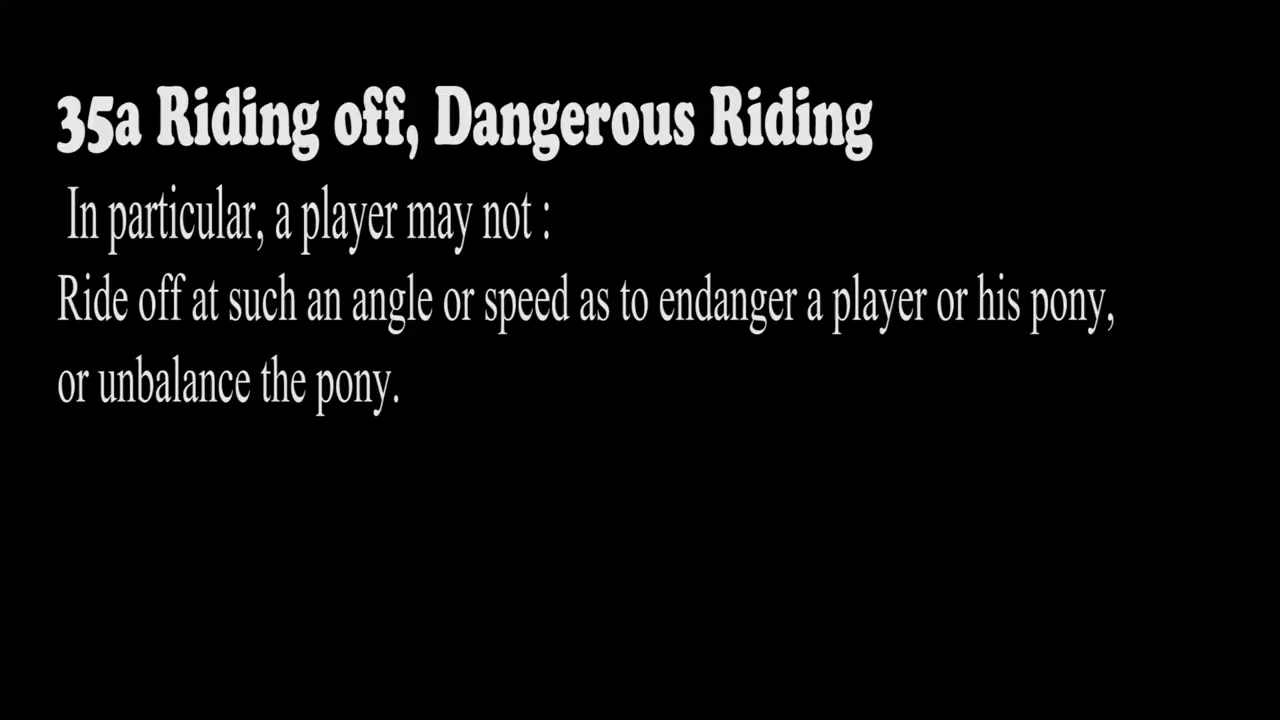 35a Riding off, Dangerous Riding
In particular, a player may not :
Ride off at such an angle or speed as to endanger a player or his pony,
or unbalance the pony.